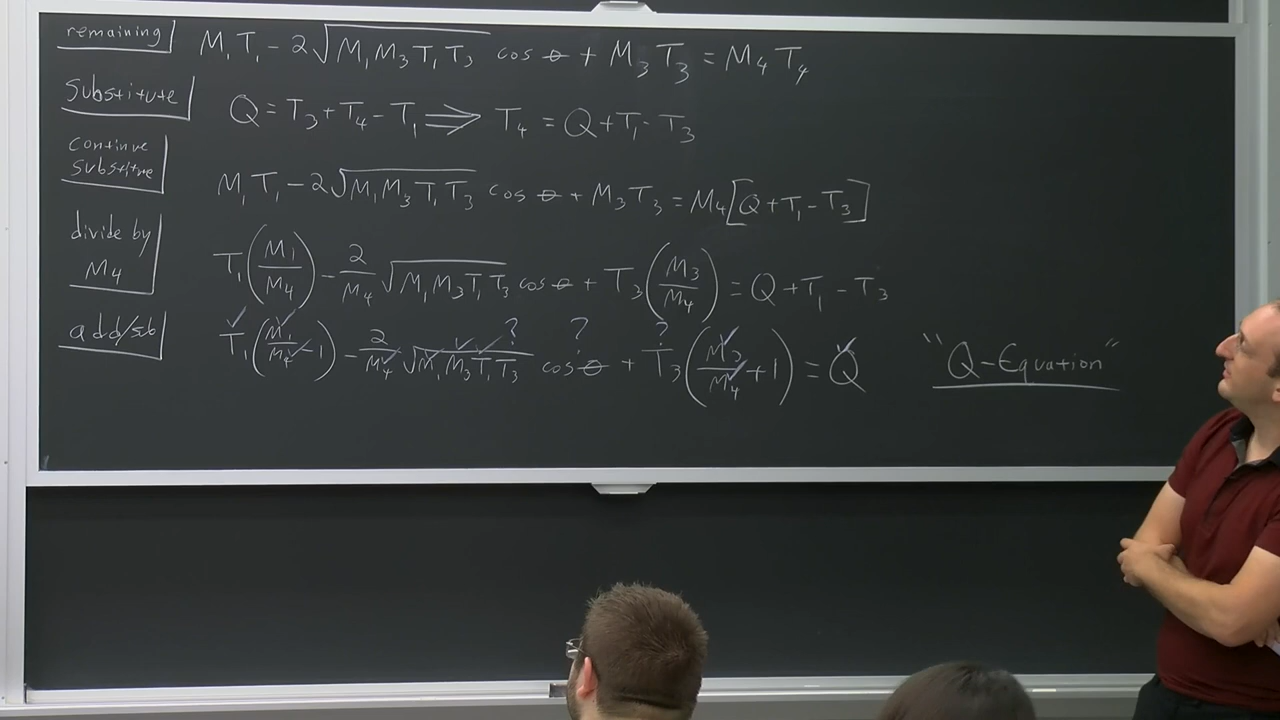 remaining M₁T₁ - 2√(M₁M₃T₁T₃) cos θ + M₃T₃ = M₄T₄
Substitute Q = T₃ + T₄ - T₁ ⟹ T₄ = Q + T₁ - T₃
continue
substitute M₁T₁ - 2√(M₁M₃T₁T₃) cos θ + M₃T₃ = M₄[Q + T₁ - T₃]
divide by
M₄ T₁(M₁/M₄) - 2/M₄ √(M₁M₃T₁T₃) cos θ + T₃(M₃/M₄) = Q + T₁ - T₃
✓ ✓ ✓ ✓ ? ? ? ✓ ✓
add/sub T₁(M₁/M₄ - 1) - 2/M₄ √(M₁M₃T₁T₃) cos θ + T₃(M₃/M₄ + 1) = Q "Q-Equation"